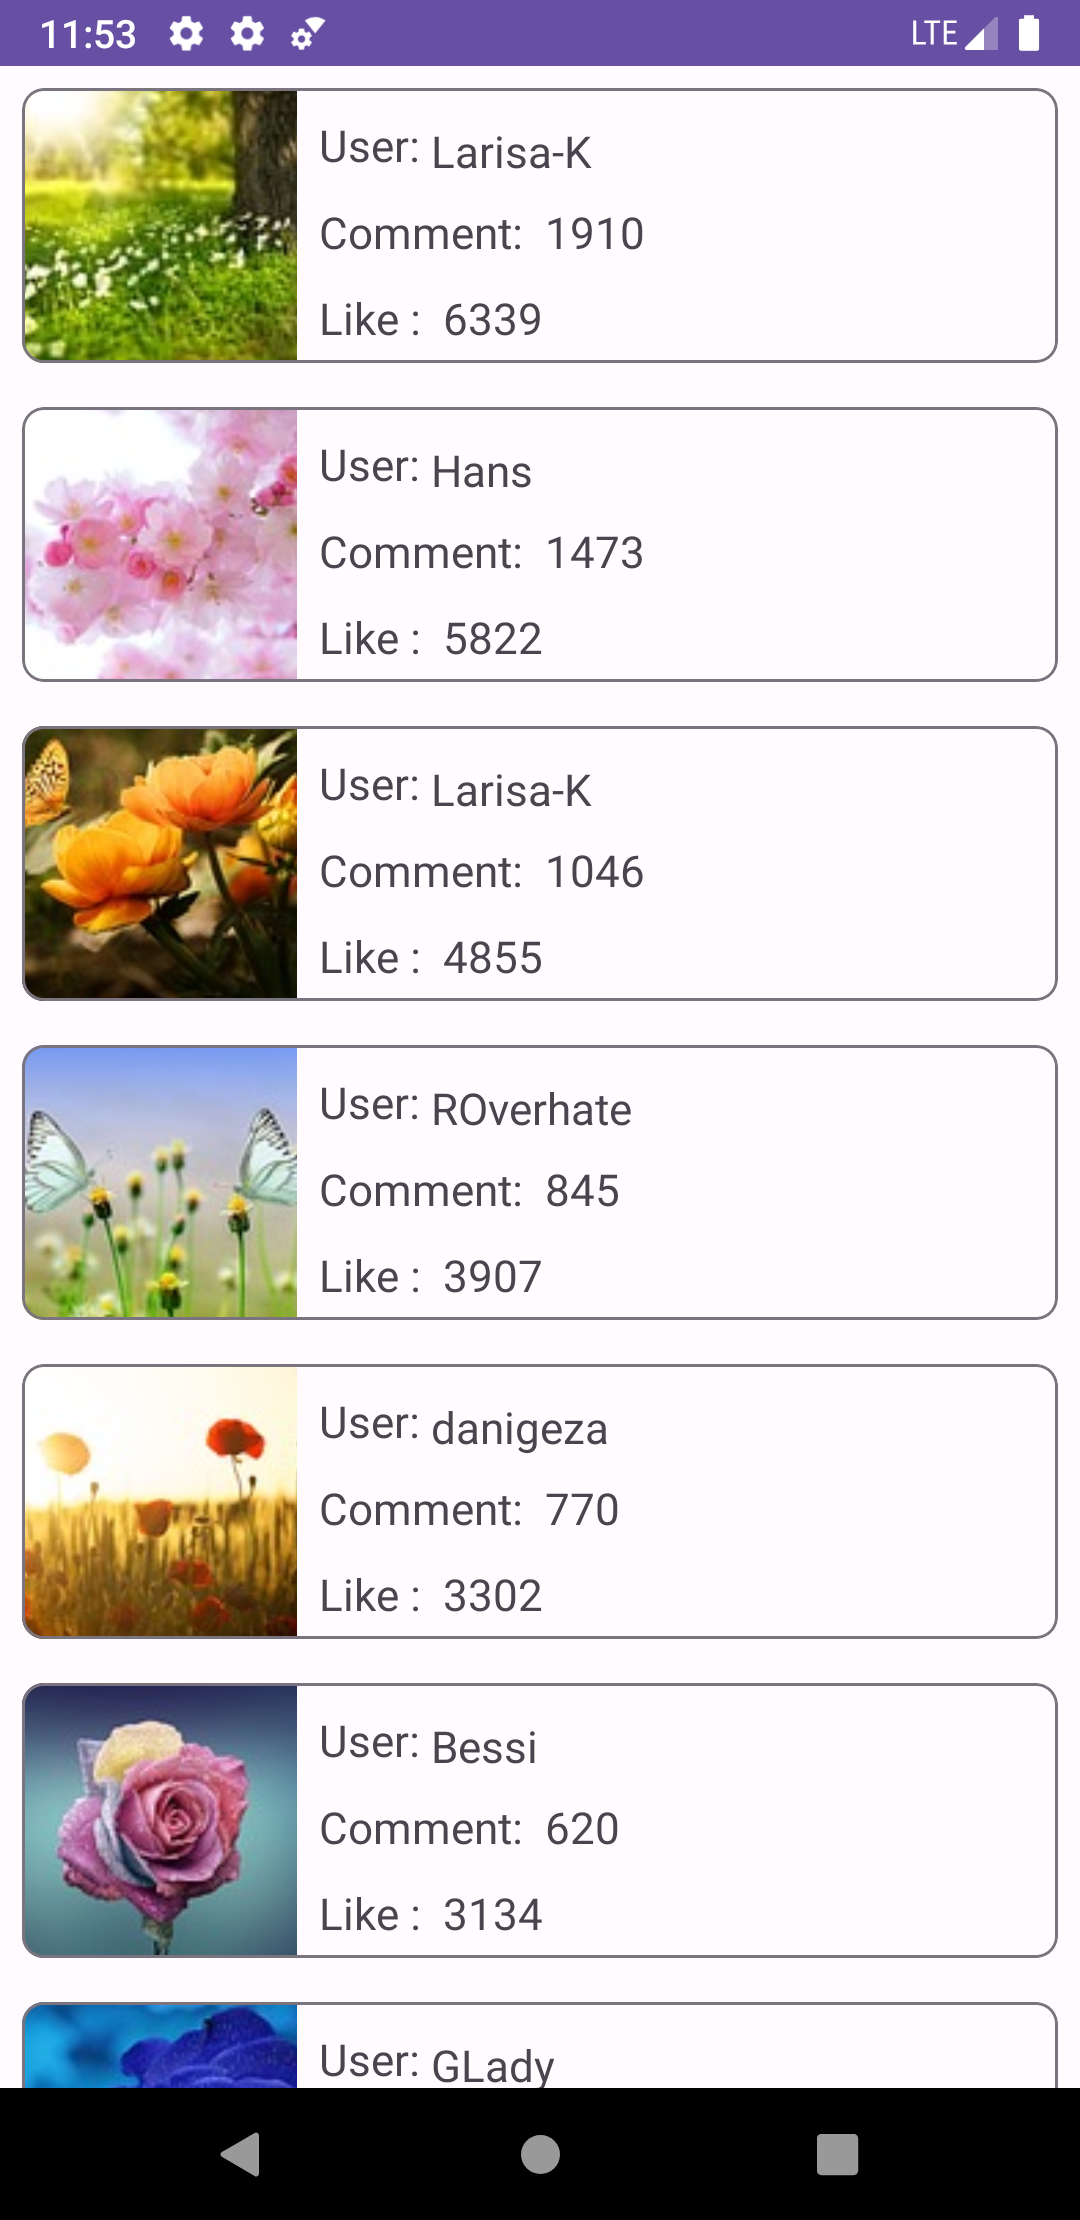 11:53 LTE
User: Larisa-K
Comment: 1910
Like : 6339
User: Hans
Comment: 1473
Like : 5822
User: Larisa-K
Comment: 1046
Like : 4855
User: ROverhate
Comment: 845
Like : 3907
User: danigeza
Comment: 770
Like : 3302
User: Bessi
Comment: 620
Like : 3134
User: GLady